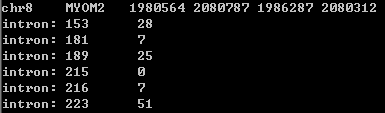 chr8 MYOM2 1980564 2080787 1986287 2080312
intron: 153 28
intron: 181 7
intron: 189 25
intron: 215 0
intron: 216 7
intron: 223 51